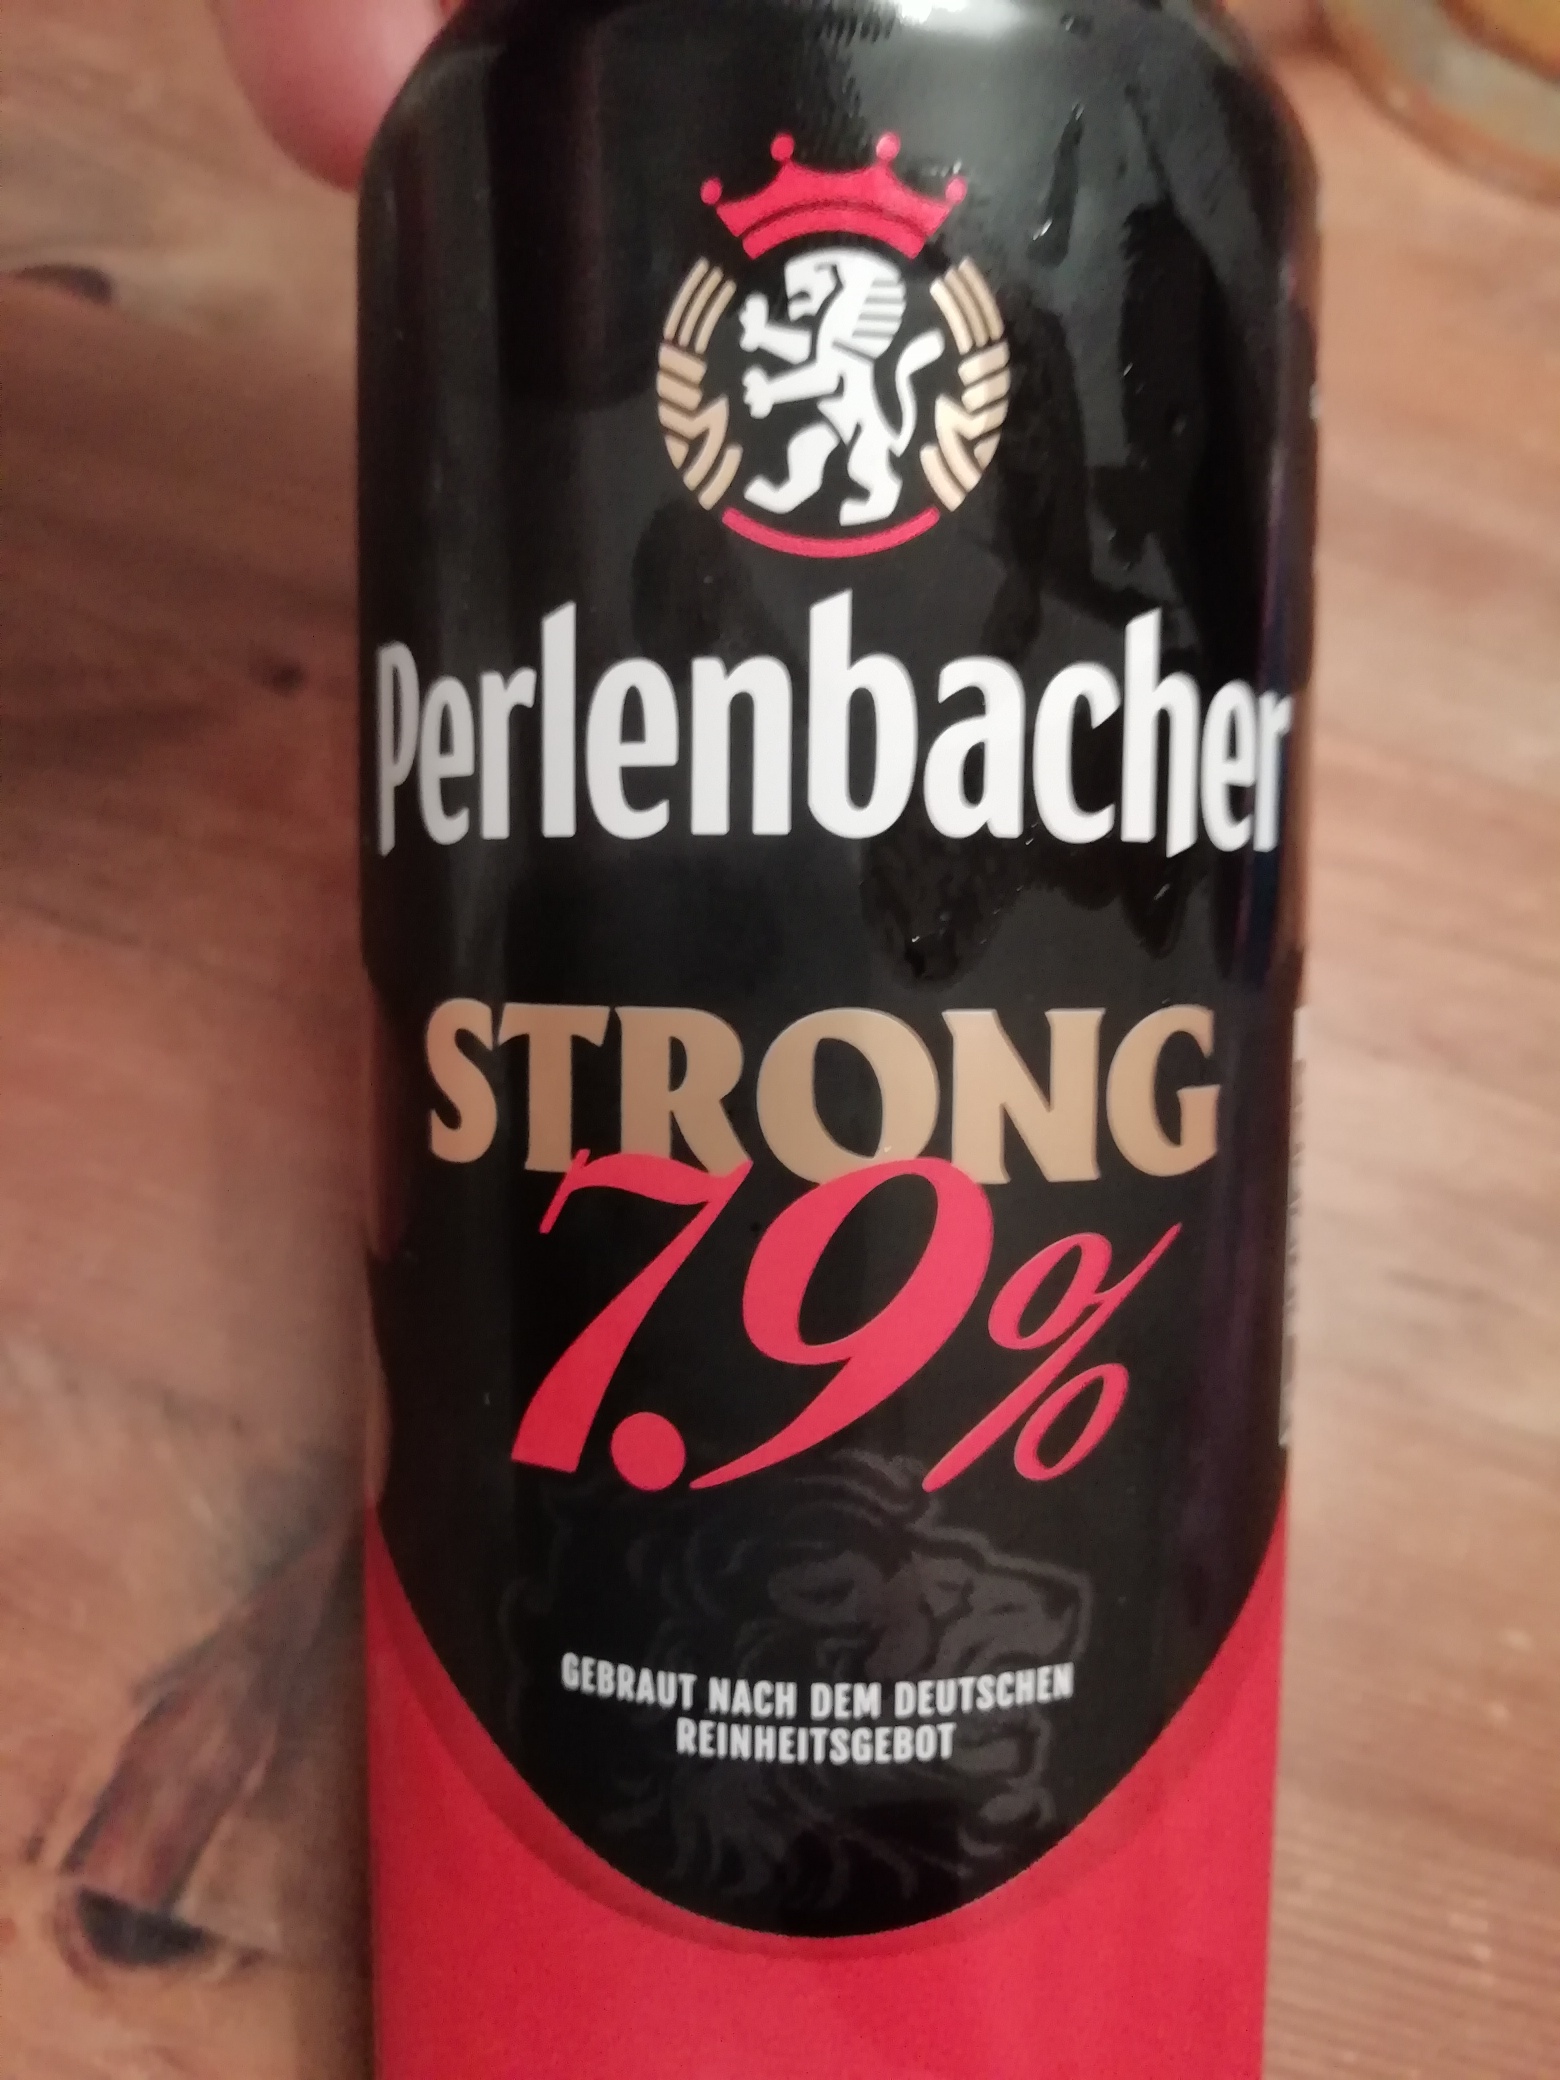 Perlenbacher
STRONG
7.9%
GEBRAUT NACH DEM DEUTSCHEN
REINHEITSGEBOT